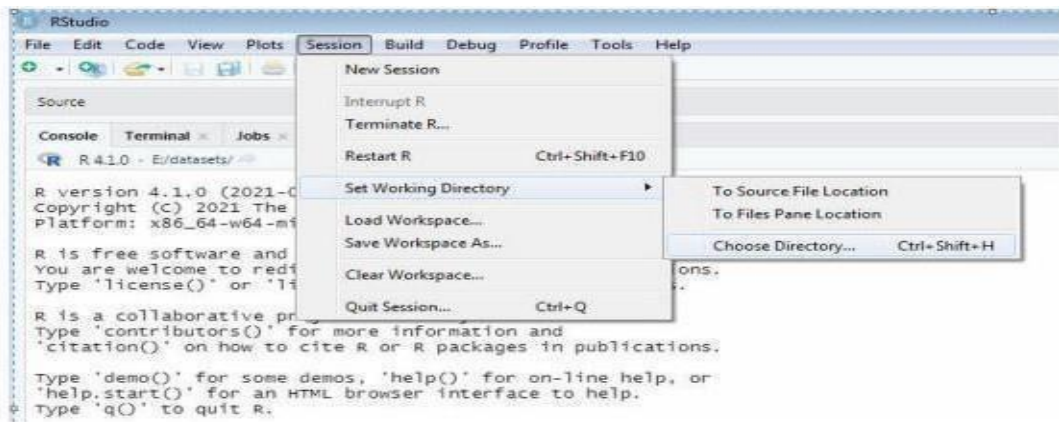 RStudio
File Edit Code View Plots Session Build Debug Profile Tools Help
New Session
Source
Interrupt R
Terminate R...
Console Terminal Jobs
R 4.1.0 - E:/datasets/
Restart R Ctrl+Shift+F10
Set Working Directory
To Source File Location
To Files Pane Location
Choose Directory... Ctrl+Shift+H
Load Workspace...
Save Workspace As...
Clear Workspace...
Quit Session... Ctrl+Q
R version 4.1.0 (2021-0
Copyright (C) 2021 The
Platform: x86_64-w64-mi
R is free software and
You are welcome to redi ons.
Type 'license()' or 'li
R is a collaborative pr
Type 'contributors()' for more information and
'citation()' on how to cite R or R packages in publications.
Type 'demo()' for some demos, 'help()' for on-line help, or
'help.start()' for an HTML browser interface to help.
Type 'q()' to quit R.